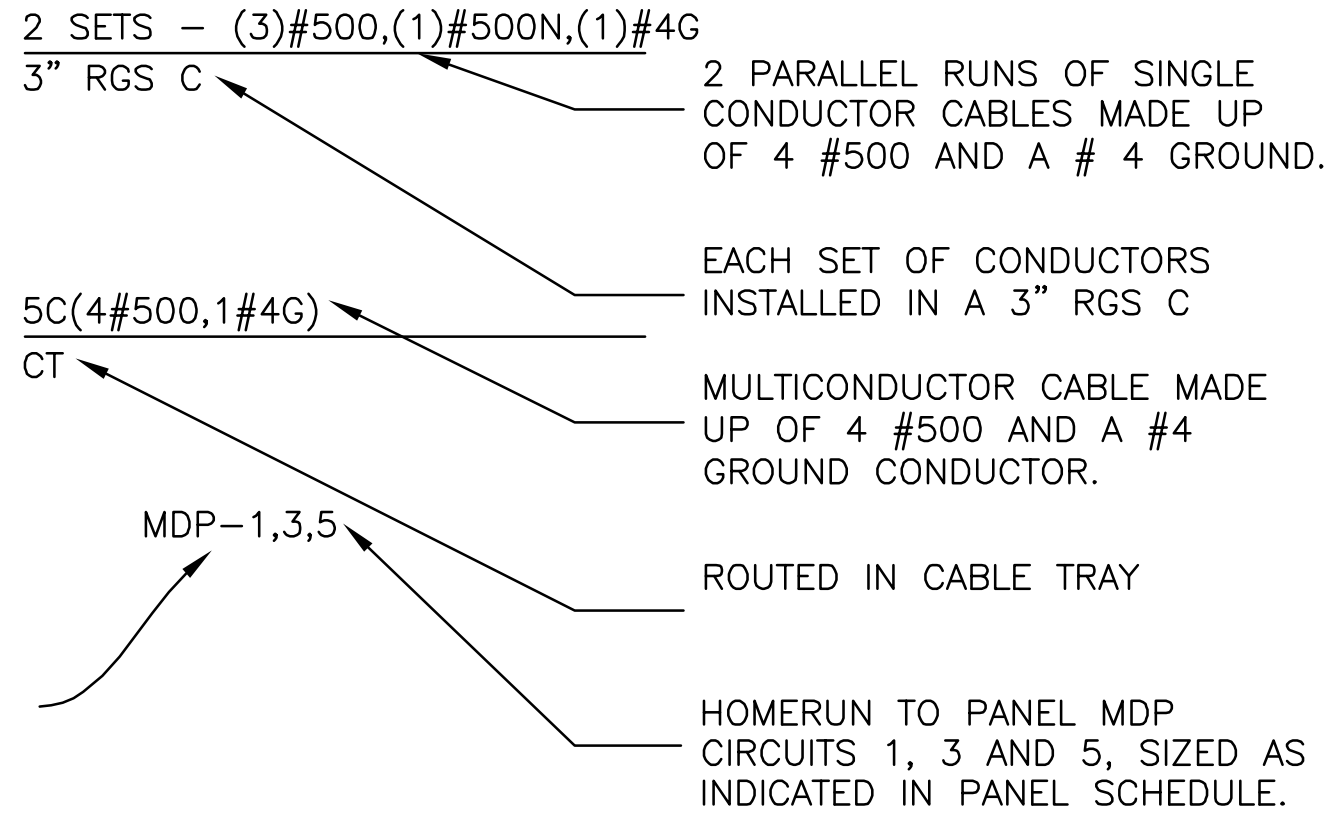 2 SETS – (3)#500,(1)#500N,(1)#4G
3” RGS C
2 PARALLEL RUNS OF SINGLE
CONDUCTOR CABLES MADE UP
OF 4 #500 AND A # 4 GROUND.
EACH SET OF CONDUCTORS
INSTALLED IN A 3” RGS C
5C(4#500,1#4G)
CT
MULTICONDUCTOR CABLE MADE
UP OF 4 #500 AND A #4
GROUND CONDUCTOR.
MDP–1,3,5
ROUTED IN CABLE TRAY
HOMERUN TO PANEL MDP
CIRCUITS 1, 3 AND 5, SIZED AS
INDICATED IN PANEL SCHEDULE.